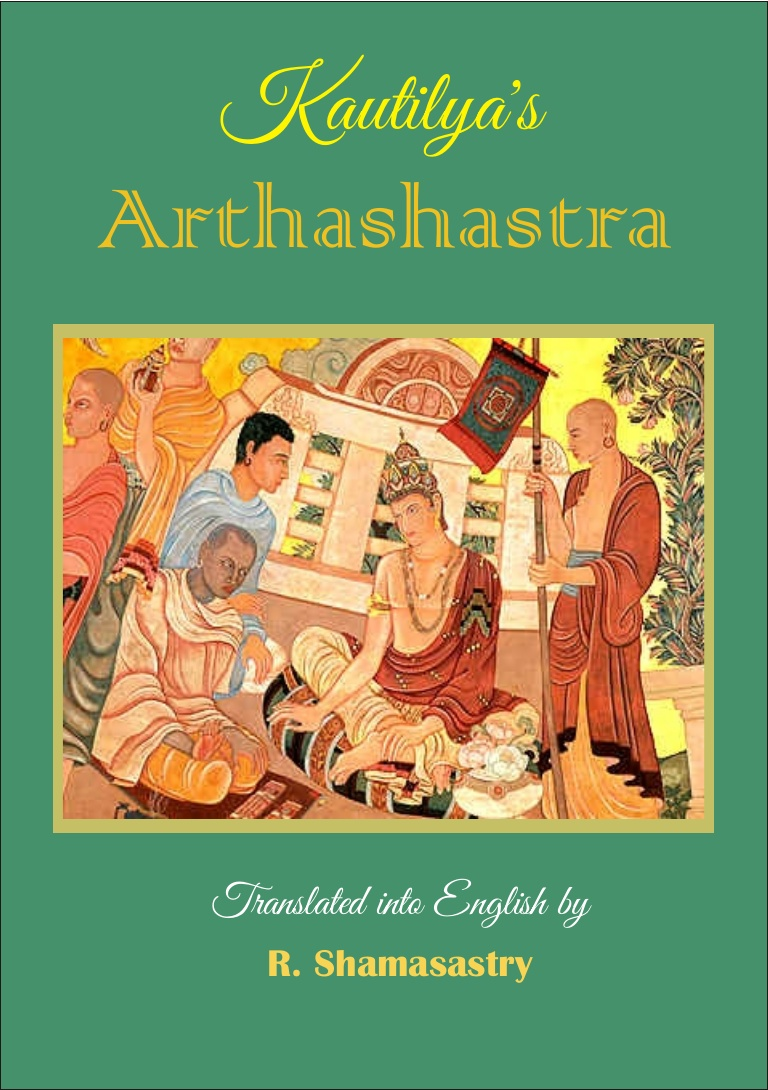 Kautilya's
Arthashastra
Translated into English by
R. Shamasastry